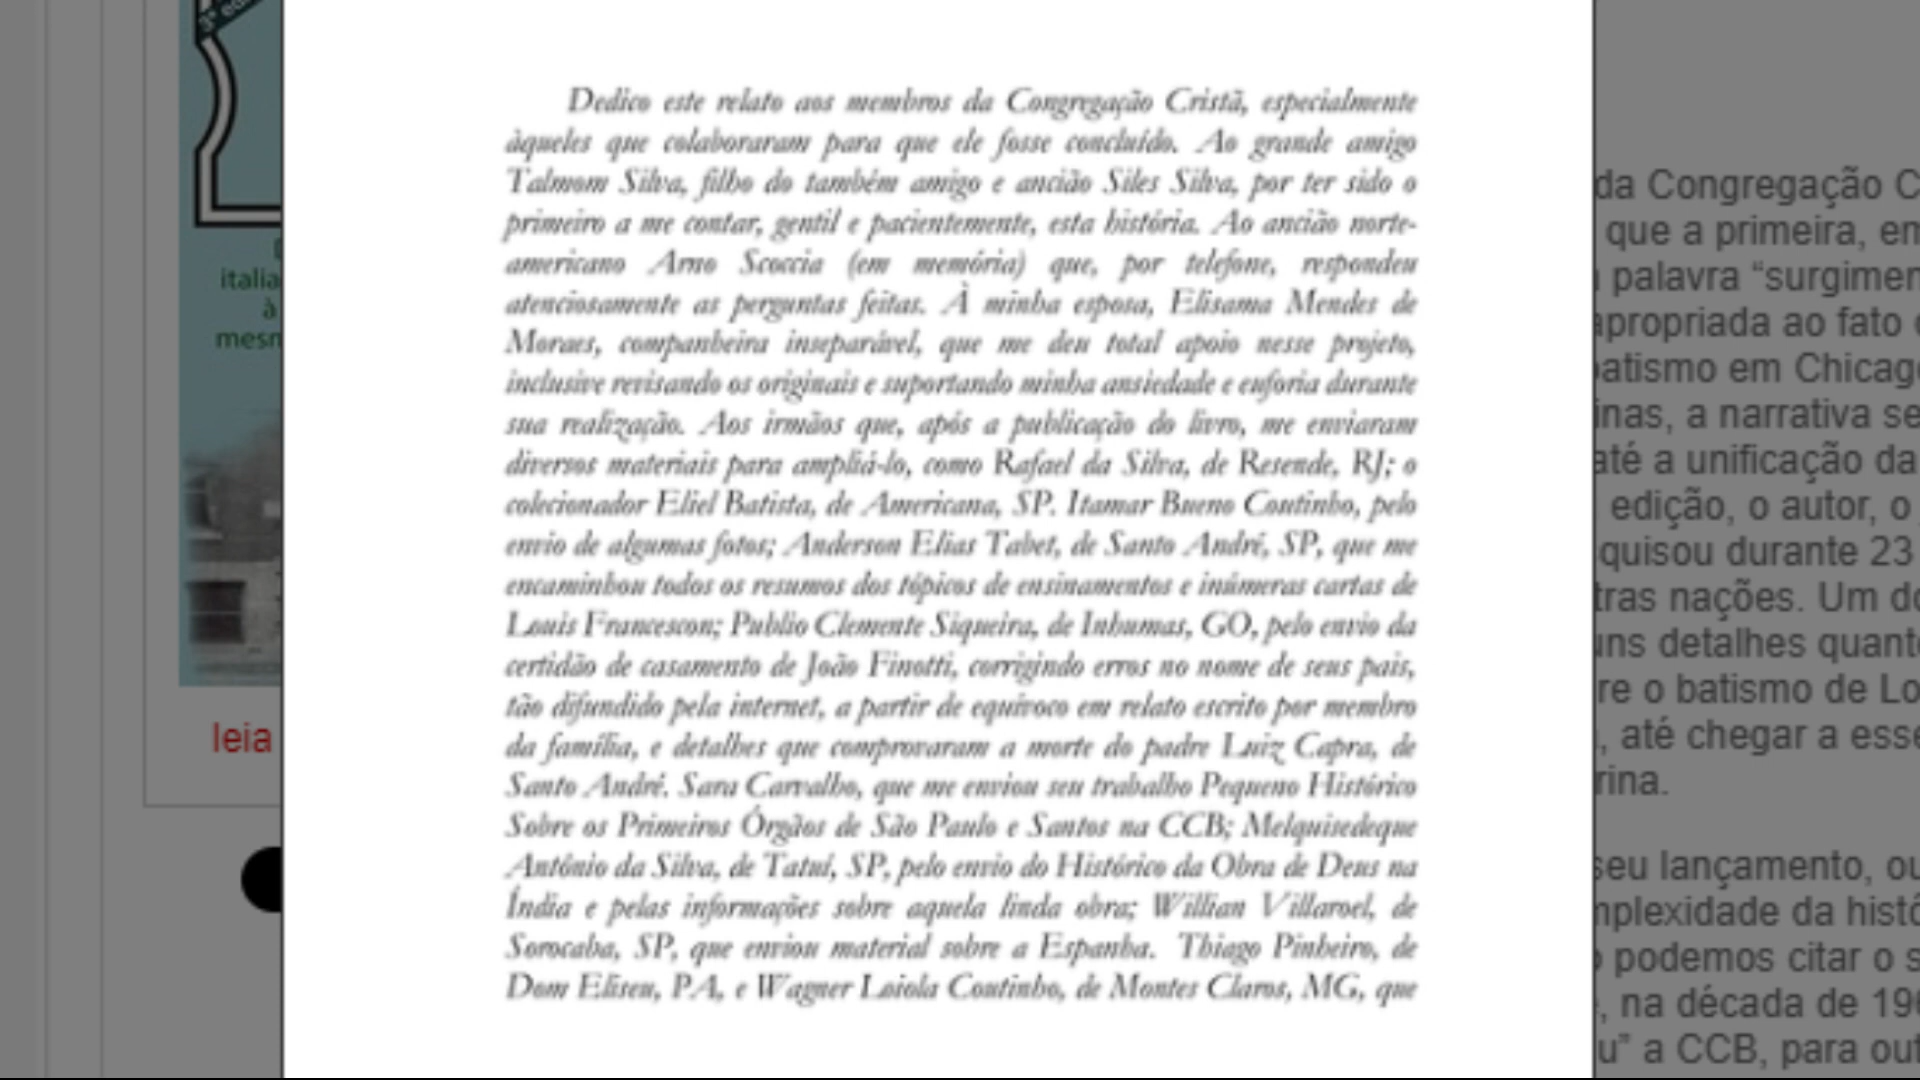 3ª
italia
à
mesn
leia
Dedico este relato aos membros da Congregação Cristã, especialmente
àqueles que colaboraram para que ele fosse concluído. Ao grande amigo
Talmom Silva, filho do também amigo e ancião Siles Silva, por ter sido o
primeiro a me contar, gentil e pacientemente, esta história. Ao ancião norte-
americano Arno Scoccia (em memória) que, por telefone, respondeu
atenciosamente as perguntas feitas. À minha esposa, Elisama Mendes de
Moraes, companheira inseparável, que me deu total apoio nesse projeto,
inclusive revisando os originais e suportando minha ansiedade e euforia durante
sua realização. Aos irmãos que, após a publicação do livro, me enviaram
diversos materiais para ampliá-lo, como Rafael da Silva, de Resende, RJ; o
colecionador Eliel Batista, de Americana, SP. Itamar Bueno Coutinho, pelo
envio de algumas fotos; Anderson Elias Tabet, de Santo André, SP, que me
encaminhou todos os resumos dos tópicos de ensinamentos e inúmeras cartas de
Louis Francescon; Publio Clemente Siqueira, de Inhumas, GO, pelo envio da
certidão de casamento de João Finotti, corrigindo erros no nome de seus pais,
tão difundido pela internet, a partir de equívoco em relato escrito por membro
da família, e detalhes que comprovaram a morte do padre Luiz Capra, de
Santo André. Sara Carvalho, que me enviou seu trabalho Pequeno Histórico
Sobre os Primeiros Órgãos de São Paulo e Santos na CCB; Melquisedeque
Antônio da Silva, de Tatuí, SP, pelo envio do Histórico da Obra de Deus na
Índia e pelas informações sobre aquela linda obra; Willian Villaroel, de
Sorocaba, SP, que enviou material sobre a Espanha. Thiago Pinheiro, de
Dom Eliseu, PA, e Wagner Loiola Coutinho, de Montes Claros, MG, que
da Congregação C
que a primeira, em
palavra “surgimen
apropriada ao fato
batismo em Chicag
inas, a narrativa se
até a unificação da
edição, o autor, o
quisou durante 23
tras nações. Um do
uns detalhes quant
re o batismo de Lo
, até chegar a esse
rina.
seu lançamento, ou
mplexidade da histó
podemos citar o s
, na década de 196
u” a CCB, para out